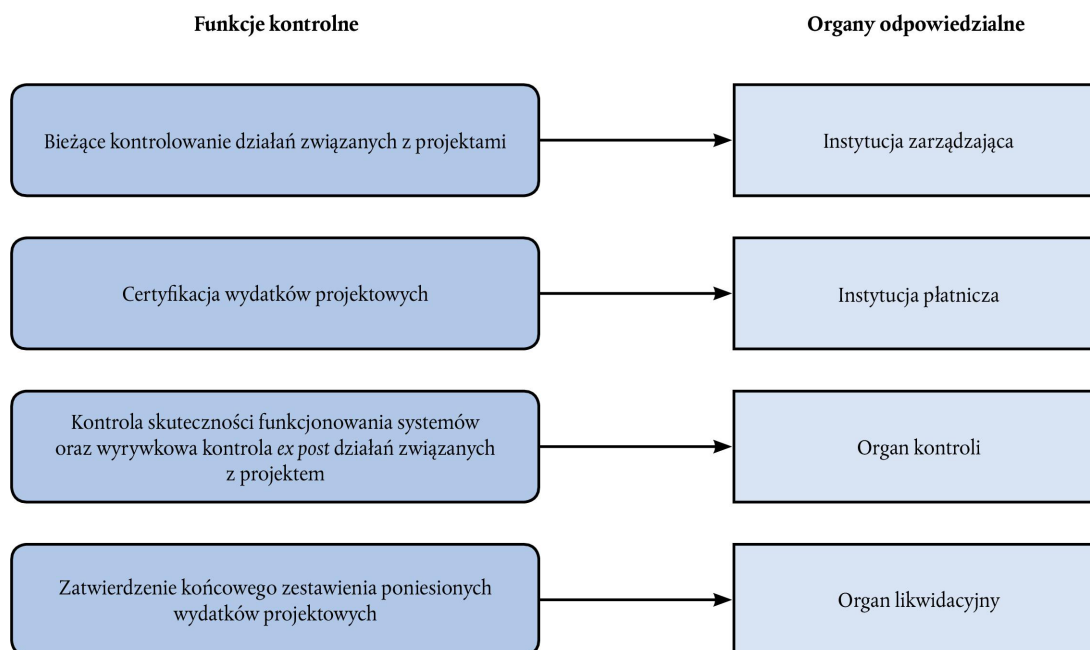 Funkcje kontrolne
Organy odpowiedzialne
Bieżące kontrolowanie działań związanych z projektami
Instytucja zarządzająca
Certyfikacja wydatków projektowych
Instytucja płatnicza
Kontrola skuteczności funkcjonowania systemów
oraz wyrywkowa kontrola ex post działań związanych
z projektem
Organ kontroli
Zatwierdzenie końcowego zestawienia poniesionych
wydatków projektowych
Organ likwidacyjny